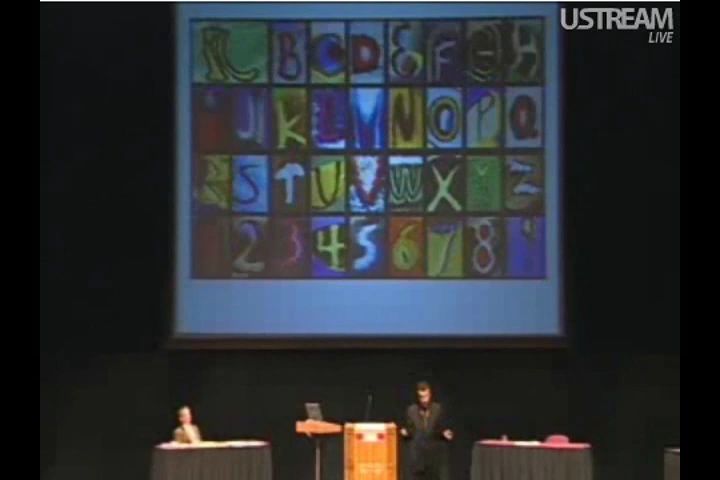 USTREAM
LIVE
A B C D E F G H
I J K L M N O P Q
R S T U V W X Y Z
1 2 3 4 5 6 7 8 9